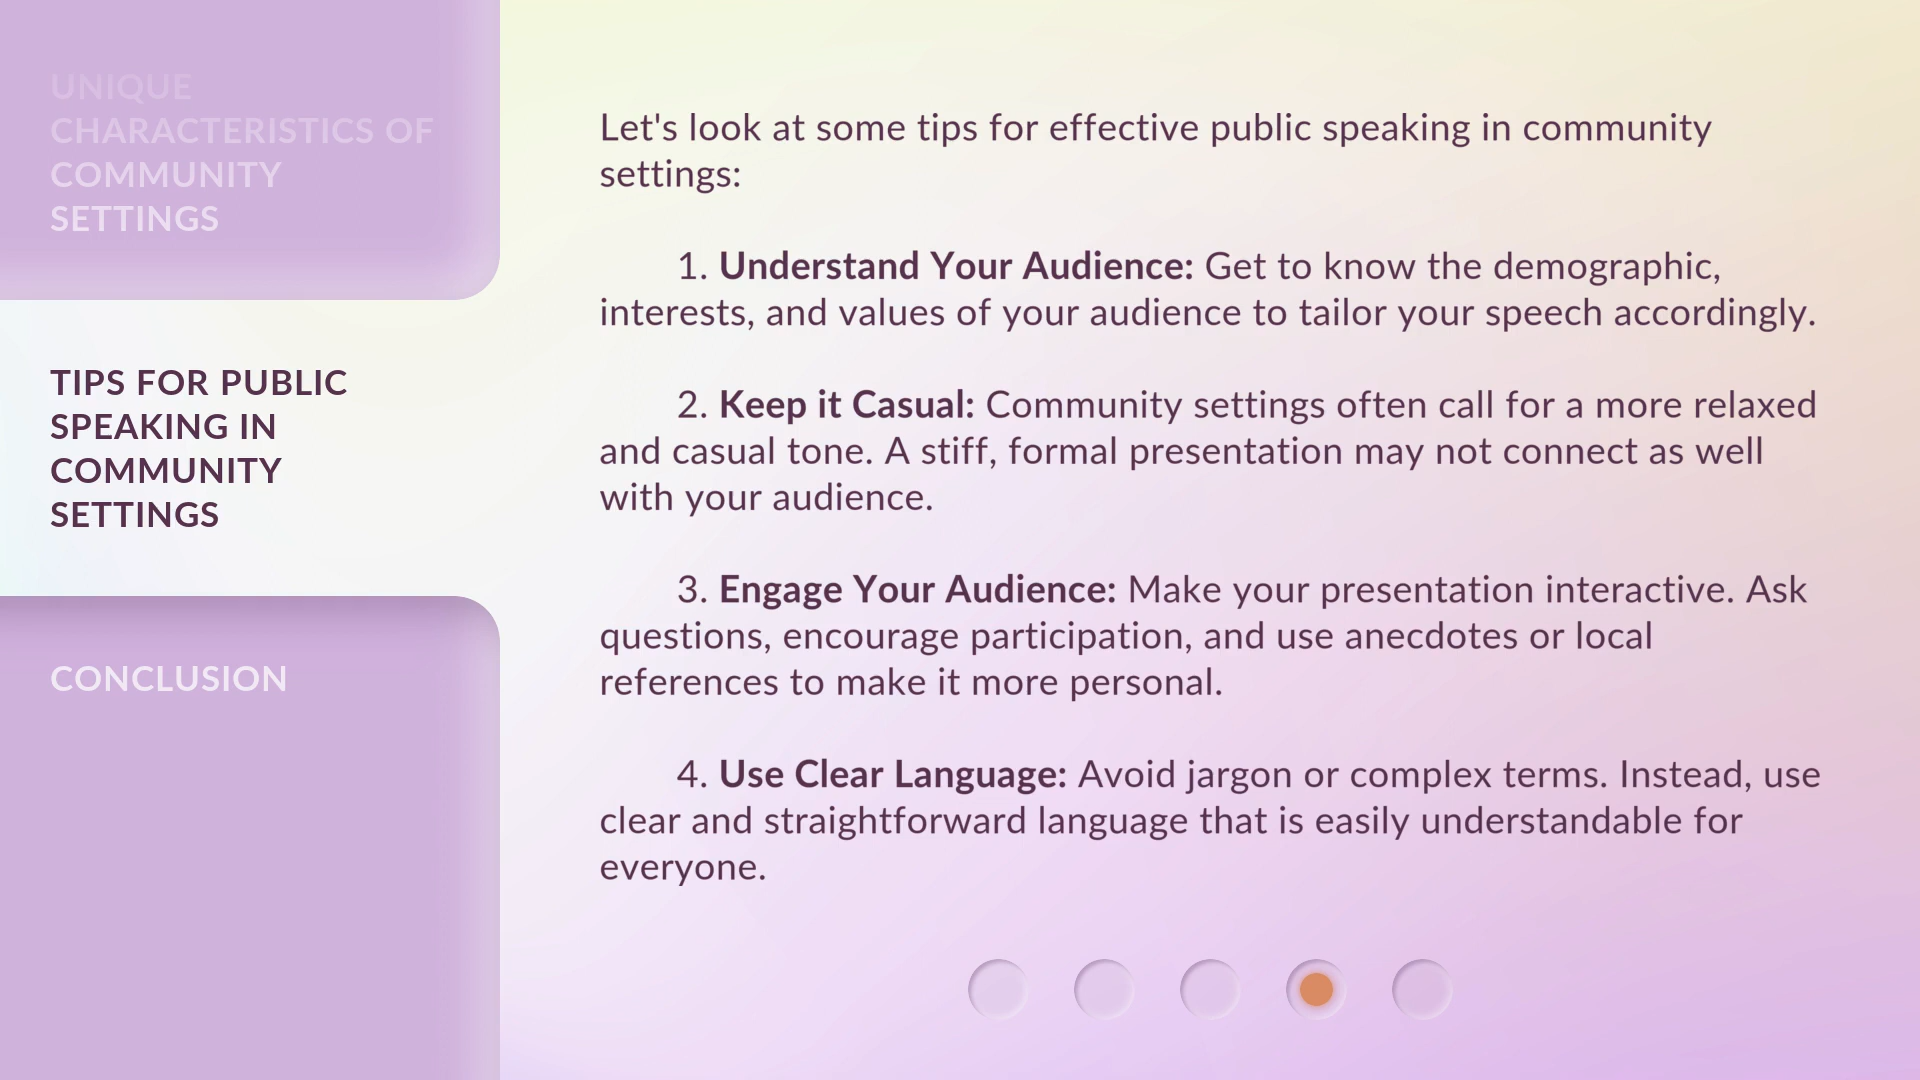 UNIQUE
CHARACTERISTICS OF
COMMUNITY
SETTINGS
TIPS FOR PUBLIC
SPEAKING IN
COMMUNITY
SETTINGS
CONCLUSION
Let's look at some tips for effective public speaking in community
settings:
1. Understand Your Audience: Get to know the demographic,
interests, and values of your audience to tailor your speech accordingly.
2. Keep it Casual: Community settings often call for a more relaxed
and casual tone. A stiff, formal presentation may not connect as well
with your audience.
3. Engage Your Audience: Make your presentation interactive. Ask
questions, encourage participation, and use anecdotes or local
references to make it more personal.
4. Use Clear Language: Avoid jargon or complex terms. Instead, use
clear and straightforward language that is easily understandable for
everyone.